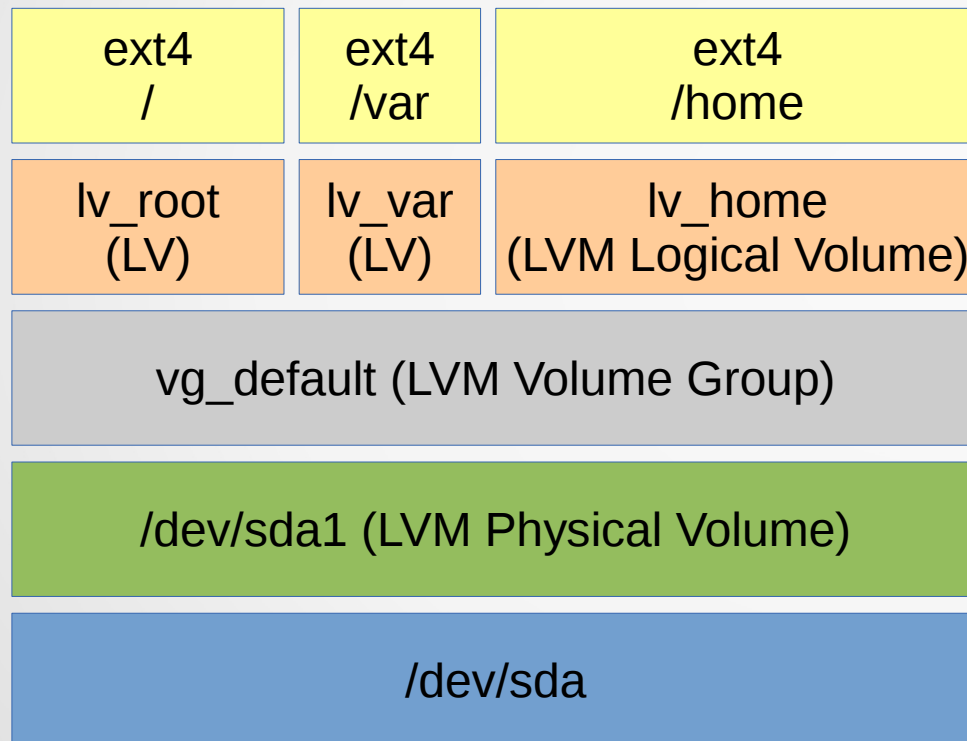 ext4
/
ext4
/var
ext4
/home
lv_root
(LV)
lv_var
(LV)
lv_home
(LVM Logical Volume)
vg_default (LVM Volume Group)
/dev/sda1 (LVM Physical Volume)
/dev/sda